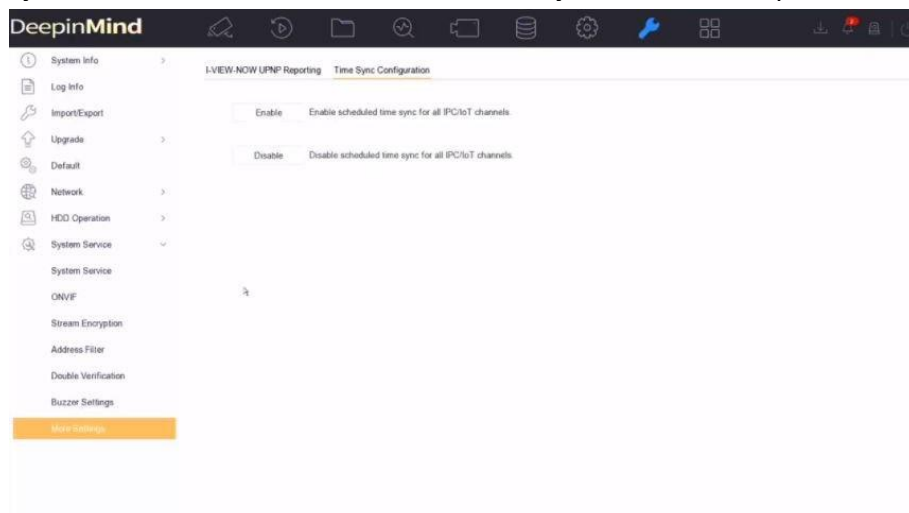 DeepinMind
System Info
I-VIEW-NOW UPNP Reporting Time Sync Configuration
Log Info
Import/Export
Enable Enable scheduled time sync for all IPC/IoT channels.
Upgrade
Disable Disable scheduled time sync for all IPC/IoT channels.
Default
Network
HDD Operation
System Service
System Service
ONVIF
Stream Encryption
Address Filter
Double Verification
Buzzer Settings
More Settings